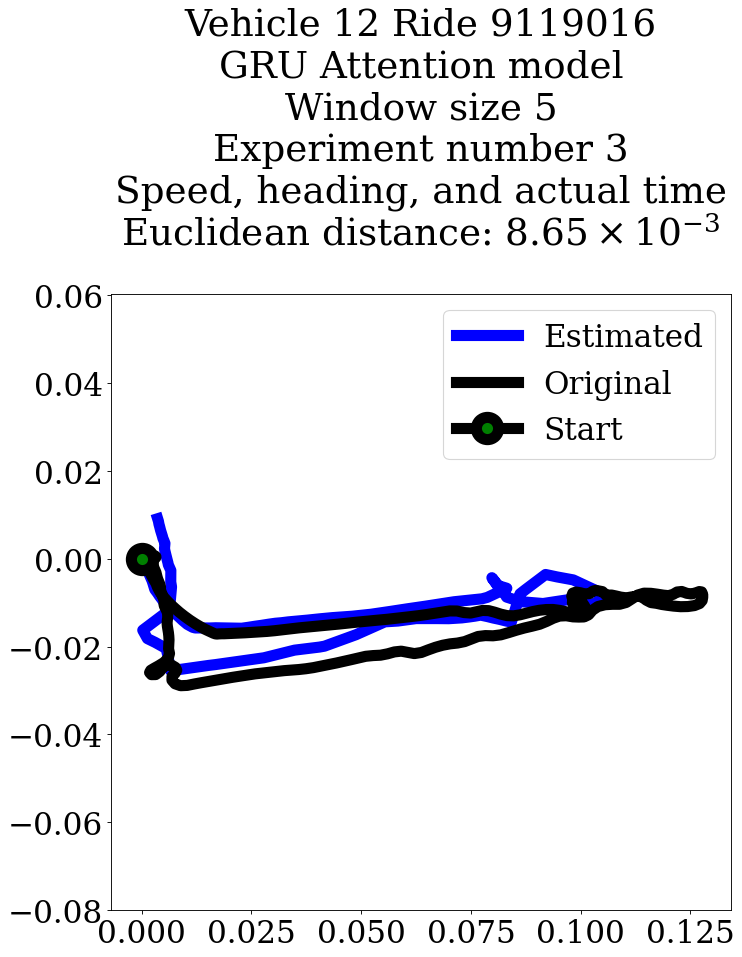 Vehicle 12 Ride 9119016
GRU Attention model
Window size 5
Experiment number 3
Speed, heading, and actual time
Euclidean distance: 8.65 × 10⁻³
Estimated
Original
Start
0.06
0.04
0.02
0.00
−0.02
−0.04
−0.06
−0.08
0.000 0.025 0.050 0.075 0.100 0.125